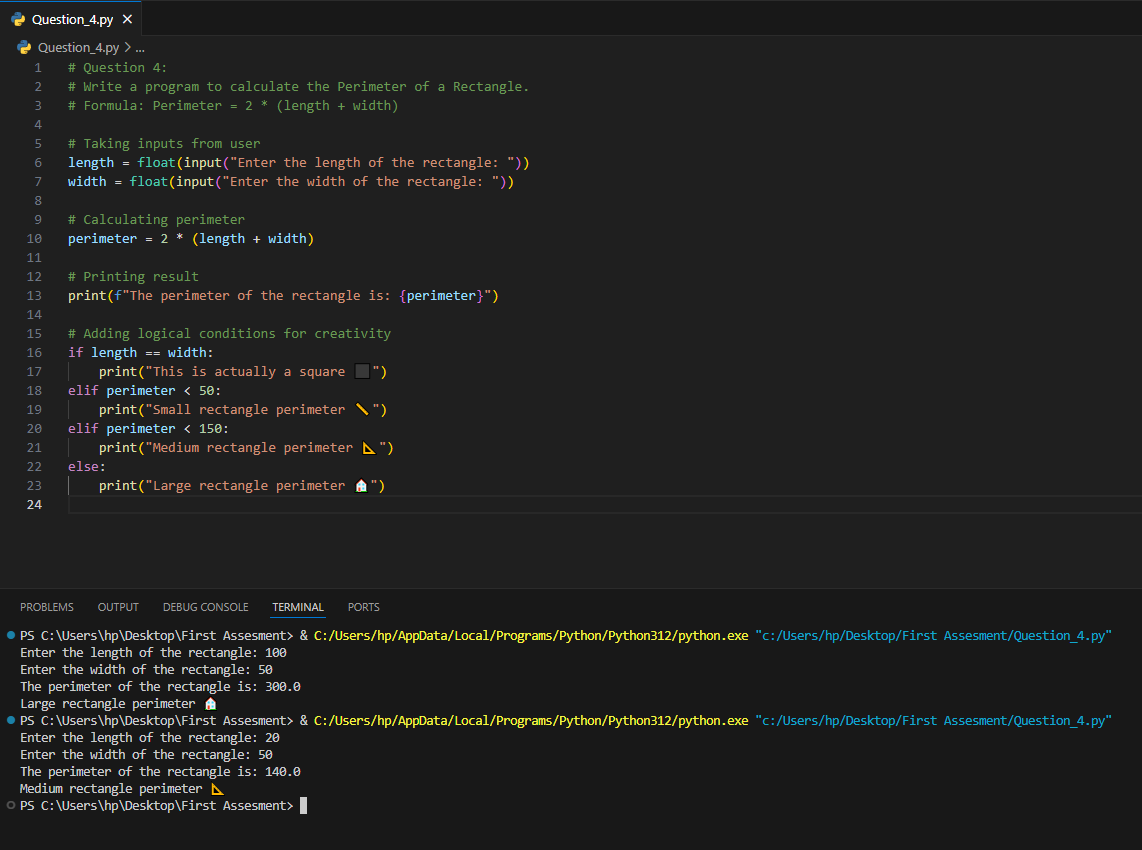 Question_4.py ×
Question_4.py > ...
1 # Question 4:
2 # Write a program to calculate the Perimeter of a Rectangle.
3 # Formula: Perimeter = 2 * (length + width)
4
5 # Taking inputs from user
6 length = float(input("Enter the length of the rectangle: "))
7 width = float(input("Enter the width of the rectangle: "))
8
9 # Calculating perimeter
10 perimeter = 2 * (length + width)
11
12 # Printing result
13 print(f"The perimeter of the rectangle is: {perimeter}")
14
15 # Adding logical conditions for creativity
16 if length == width:
17     print("This is actually a square ⬛")
18 elif perimeter < 50:
19     print("Small rectangle perimeter 📏")
20 elif perimeter < 150:
21     print("Medium rectangle perimeter 📐")
22 else:
23     print("Large rectangle perimeter 🏠")
24
PROBLEMS OUTPUT DEBUG CONSOLE TERMINAL PORTS
PS C:\Users\hp\Desktop\First Assesment> & C:/Users/hp/AppData/Local/Programs/Python/Python312/python.exe "c:/Users/hp/Desktop/First Assesment/Question_4.py"
Enter the length of the rectangle: 100
Enter the width of the rectangle: 50
The perimeter of the rectangle is: 300.0
Large rectangle perimeter 🏠
PS C:\Users\hp\Desktop\First Assesment> & C:/Users/hp/AppData/Local/Programs/Python/Python312/python.exe "c:/Users/hp/Desktop/First Assesment/Question_4.py"
Enter the length of the rectangle: 20
Enter the width of the rectangle: 50
The perimeter of the rectangle is: 140.0
Medium rectangle perimeter 📐
PS C:\Users\hp\Desktop\First Assesment>